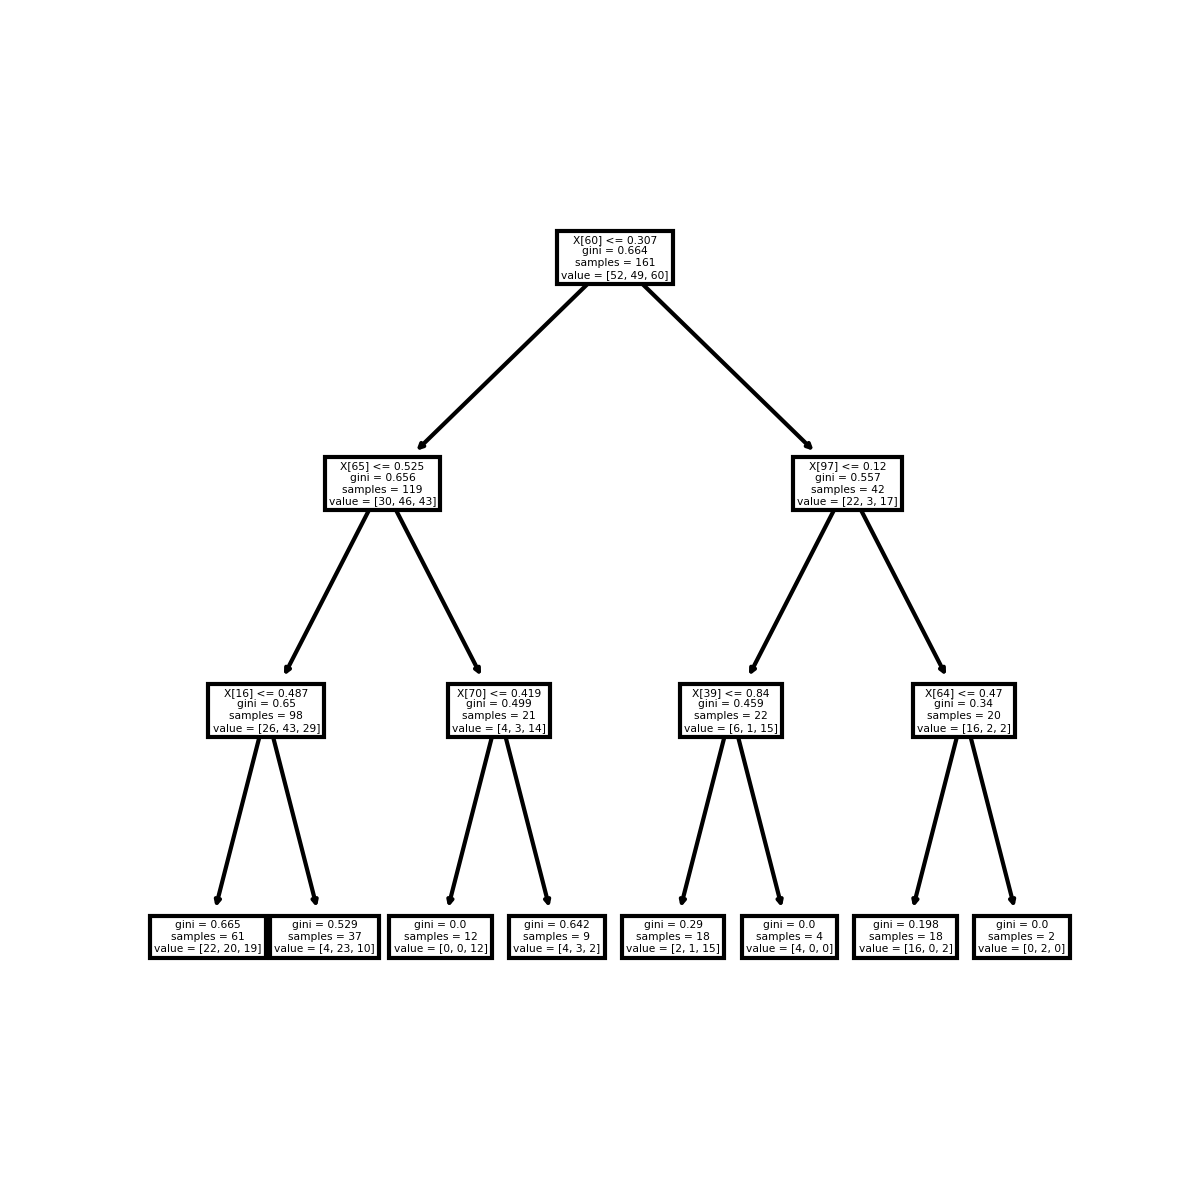 X[60] <= 0.307
gini = 0.664
samples = 161
value = [52, 49, 60]
X[65] <= 0.525
gini = 0.656
samples = 119
value = [30, 46, 43]
X[97] <= 0.12
gini = 0.557
samples = 42
value = [22, 3, 17]
X[16] <= 0.487
gini = 0.65
samples = 98
value = [26, 43, 29]
X[70] <= 0.419
gini = 0.499
samples = 21
value = [4, 3, 14]
X[39] <= 0.84
gini = 0.459
samples = 22
value = [6, 1, 15]
X[64] <= 0.47
gini = 0.34
samples = 20
value = [16, 2, 2]
gini = 0.665
samples = 61
value = [22, 20, 19]
gini = 0.529
samples = 37
value = [4, 23, 10]
gini = 0.0
samples = 12
value = [0, 0, 12]
gini = 0.642
samples = 9
value = [4, 3, 2]
gini = 0.29
samples = 18
value = [2, 1, 15]
gini = 0.0
samples = 4
value = [4, 0, 0]
gini = 0.198
samples = 18
value = [16, 0, 2]
gini = 0.0
samples = 2
value = [0, 2, 0]